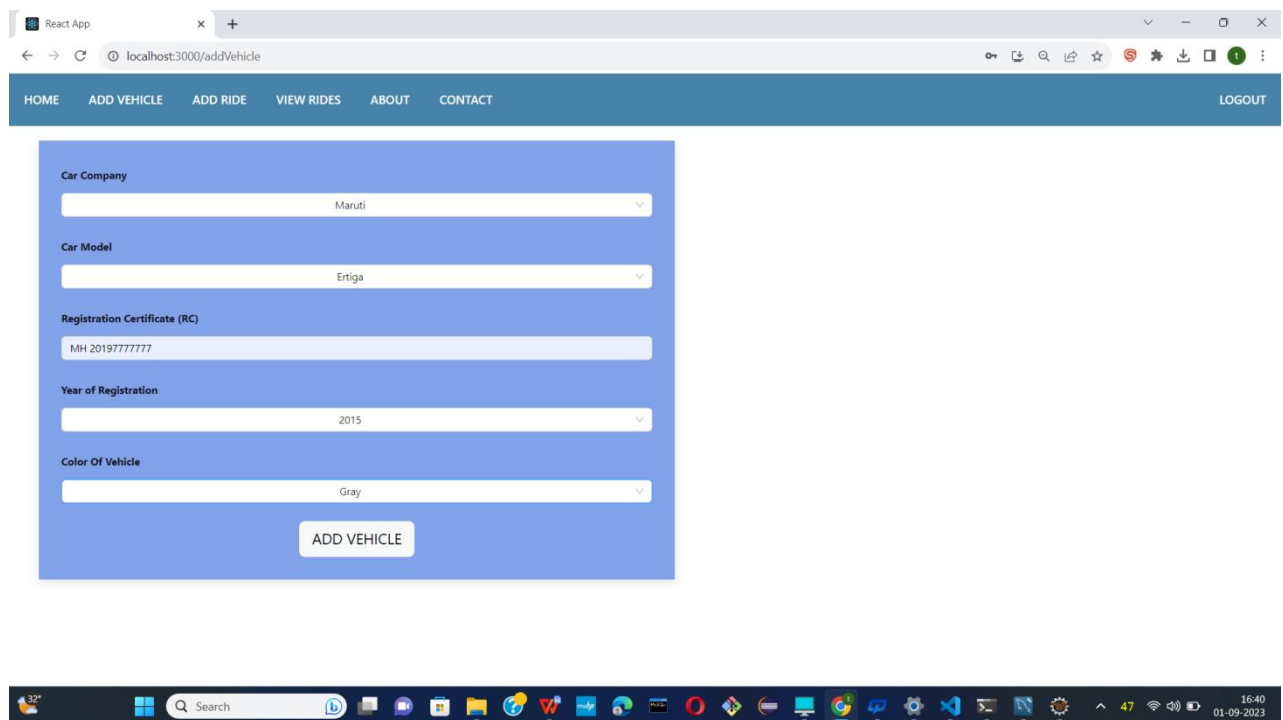 React App
localhost:3000/addVehicle
t
HOME ADD VEHICLE ADD RIDE VIEW RIDES ABOUT CONTACT LOGOUT
Car Company
Maruti
Car Model
Ertiga
Registration Certificate (RC)
MH 20197777777
Year of Registration
2015
Color Of Vehicle
Gray
ADD VEHICLE
32°
Search
47
16:40
01-09-2023